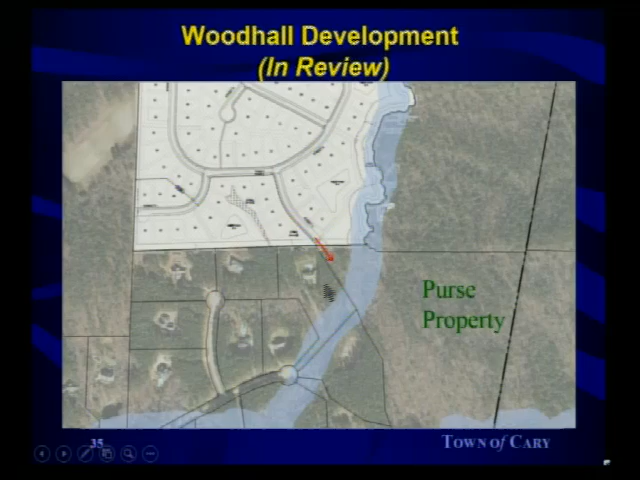 Woodhall Development
(In Review)
Purse
Property
35
TOWN of CARY